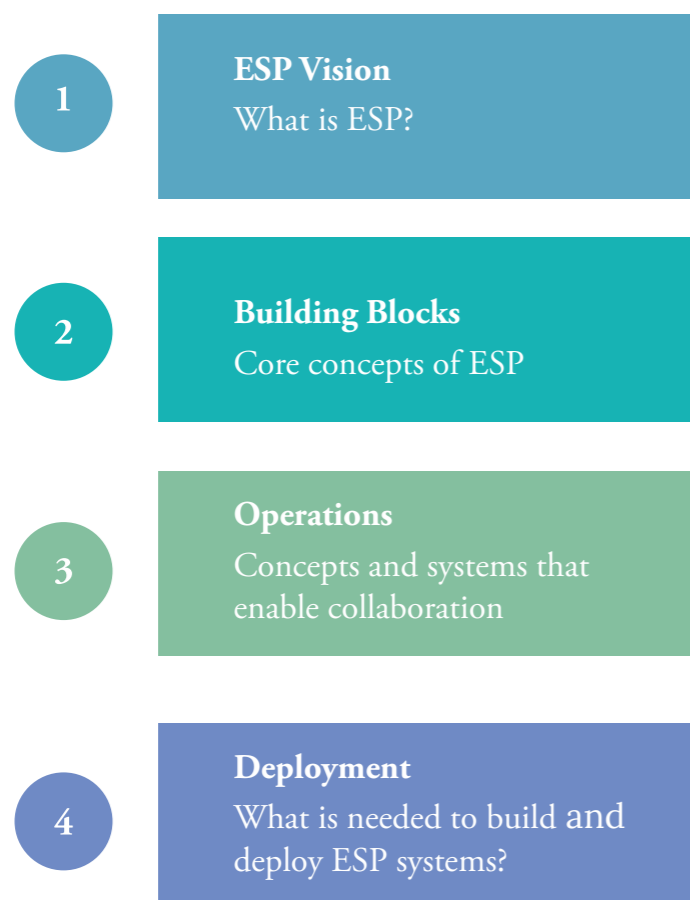 1
ESP Vision
What is ESP?
2
Building Blocks
Core concepts of ESP
3
Operations
Concepts and systems that
enable collaboration
4
Deployment
What is needed to build and
deploy ESP systems?